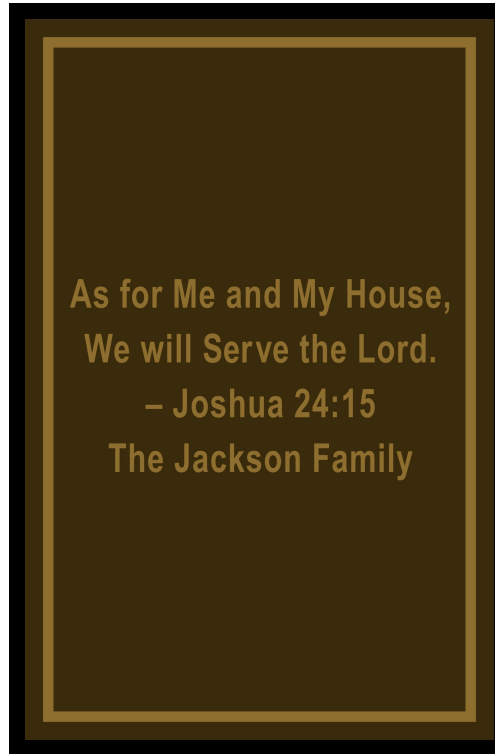 As for Me and My House,
We will Serve the Lord.
– Joshua 24:15
The Jackson Family